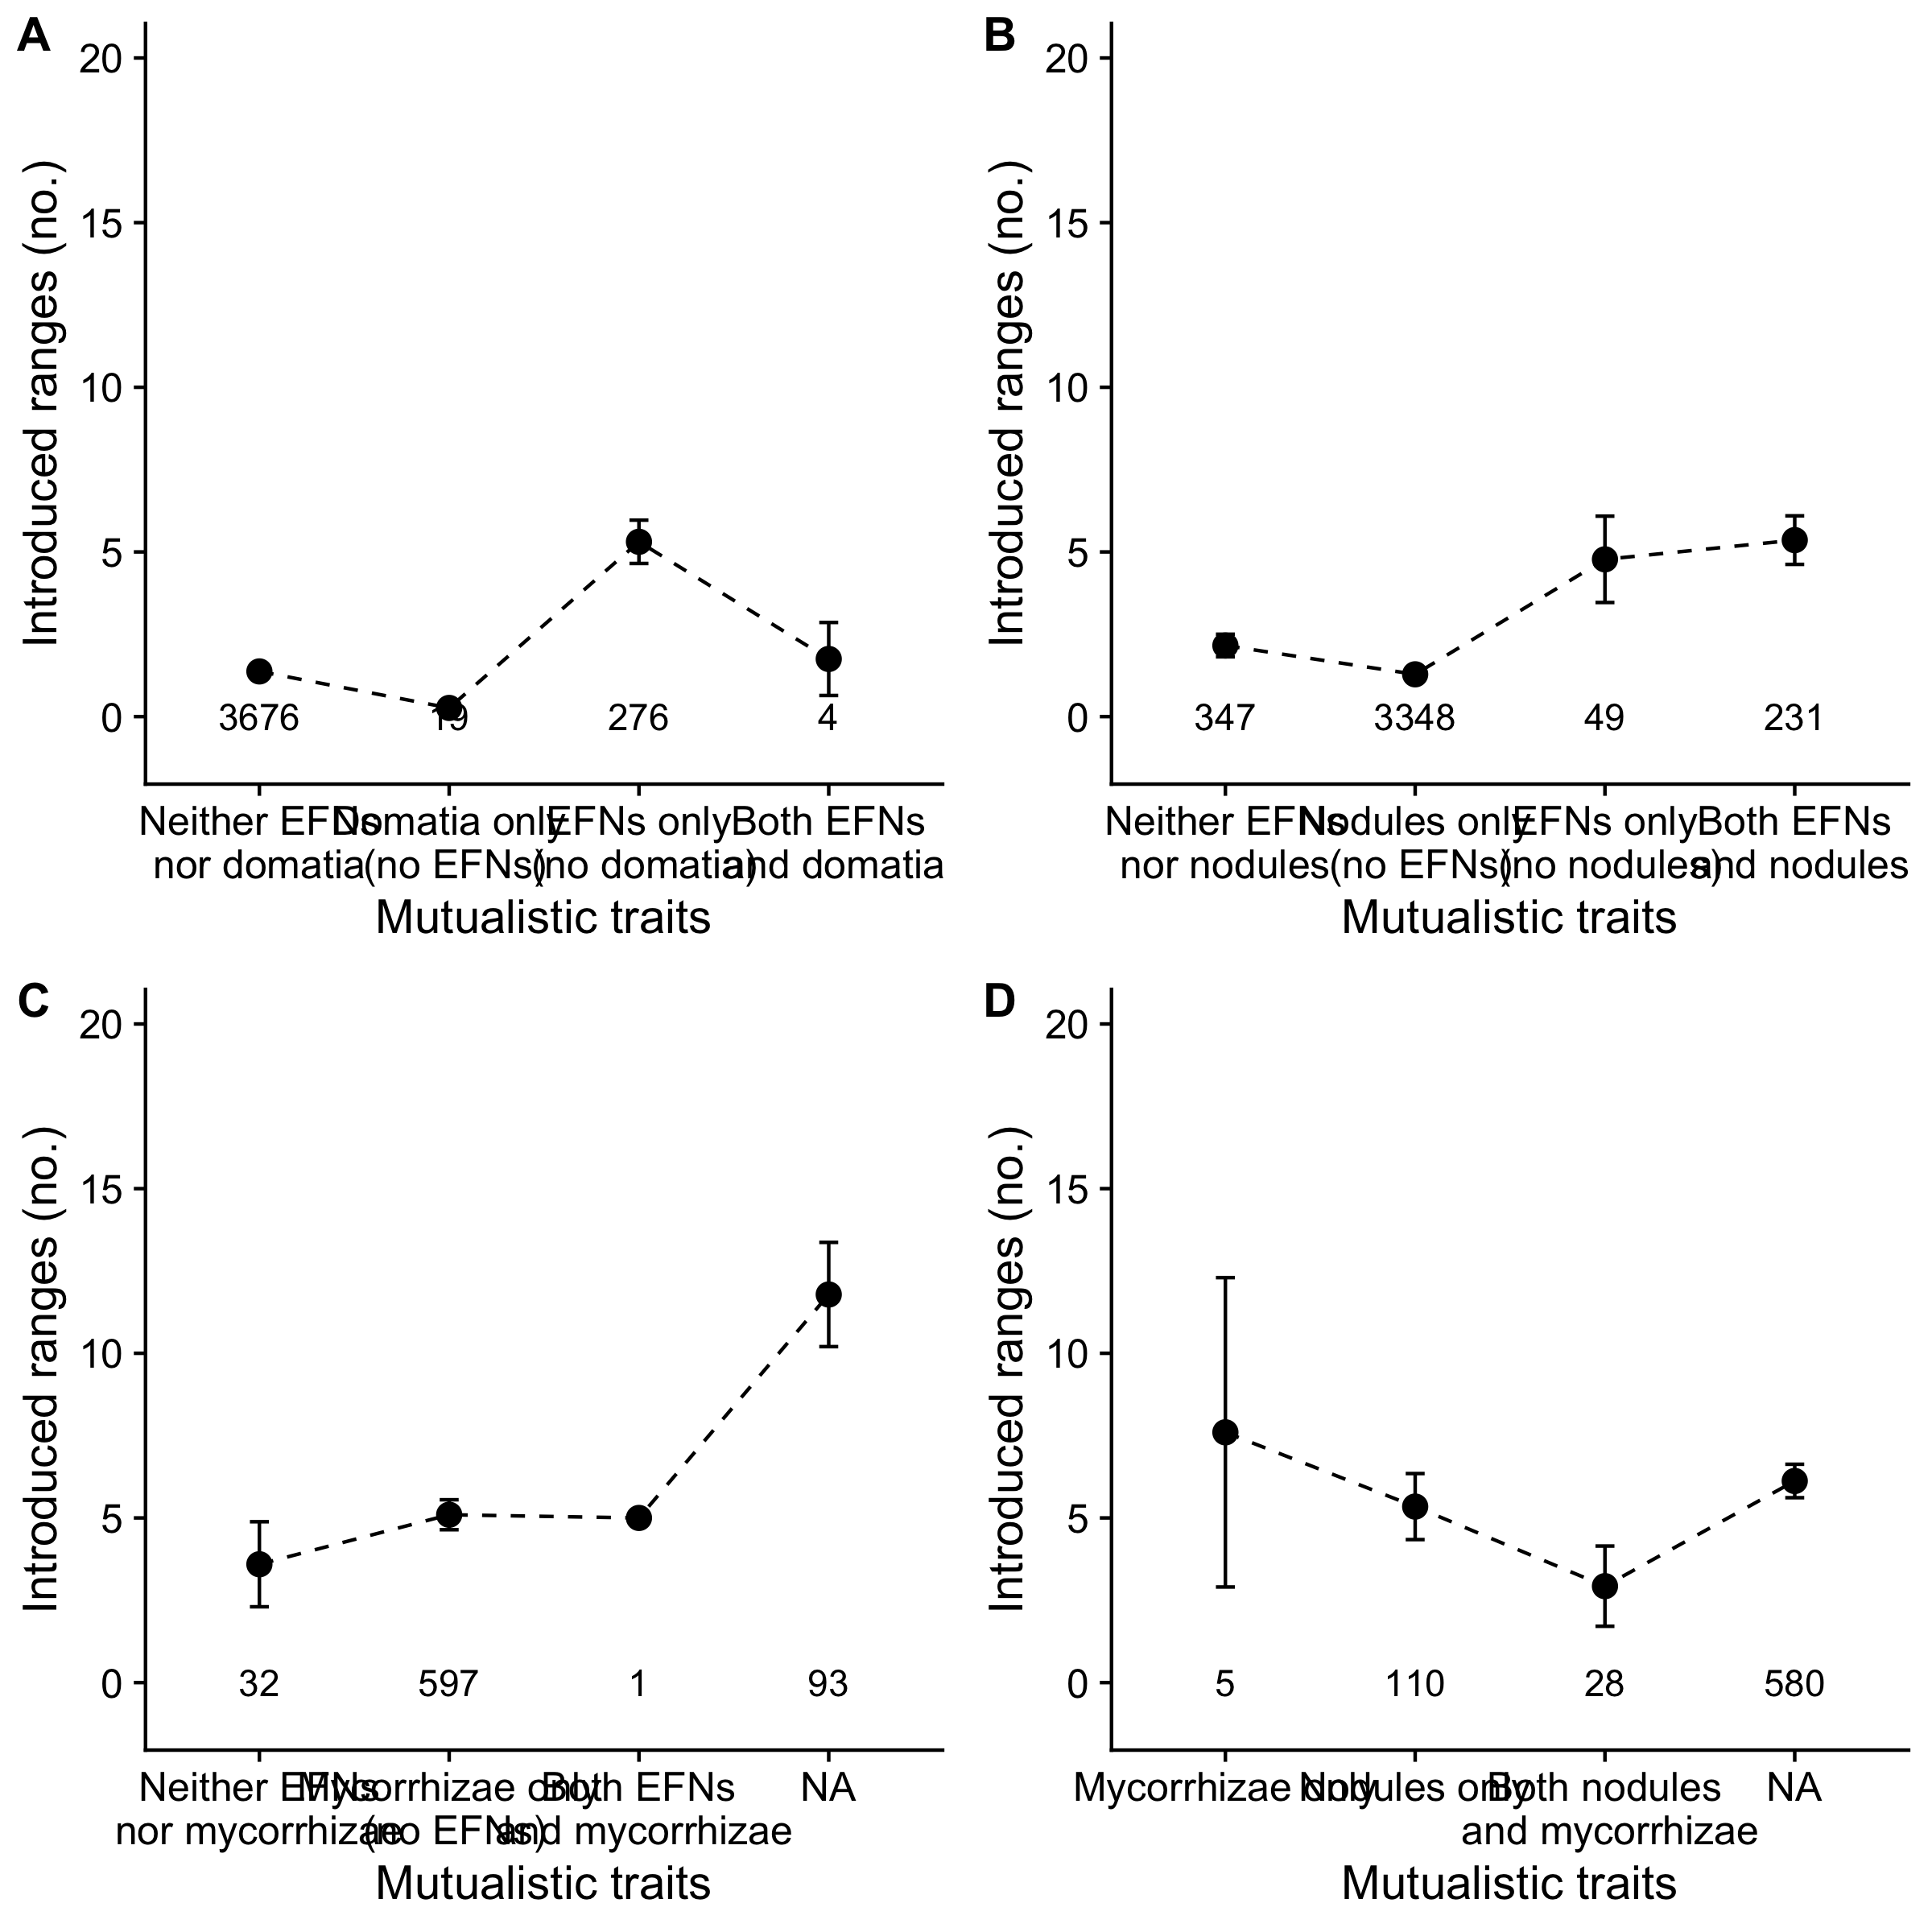 A
20
15
10
5
0
Introduced ranges (no.)
3676
19
276
4
Neither EFNs
nor domatia
Domatia only
(no EFNs)
EFNs only
(no domatia)
Both EFNs
and domatia
Mutualistic traits
B
20
15
10
5
0
Introduced ranges (no.)
347
3348
49
231
Neither EFNs
nor nodules
Nodules only
(no EFNs)
EFNs only
(no nodules)
Both EFNs
and nodules
Mutualistic traits
C
20
15
10
5
0
Introduced ranges (no.)
32
597
1
93
Neither EFNs
nor mycorrhizae
Mycorrhizae only
(no EFNs)
Both EFNs
and mycorrhizae
NA
Mutualistic traits
D
20
15
10
5
0
Introduced ranges (no.)
5
110
28
580
Mycorrhizae only
Nodules only
Both nodules
and mycorrhizae
NA
Mutualistic traits